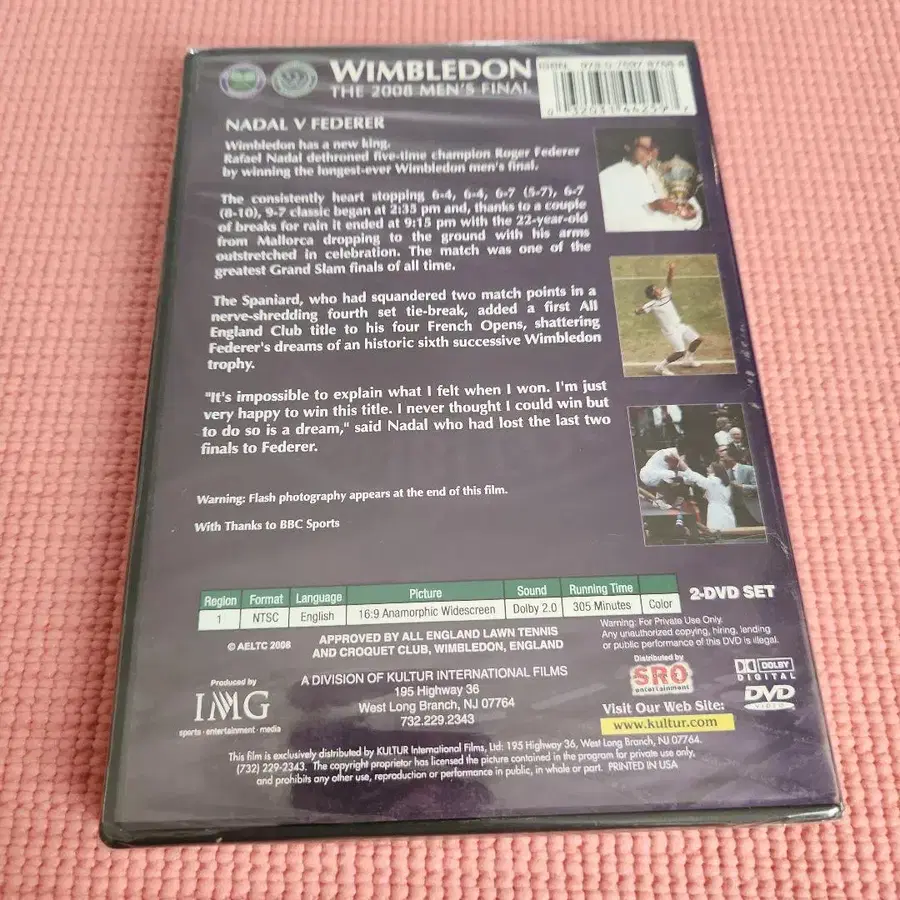 WIMBLEDON
THE 2008 MEN'S FINAL
ISBN
NADAL V FEDERER
Wimbledon has a new king.
Rafael Nadal dethroned five-time champion Roger Federer
by winning the longest-ever Wimbledon men's final.
The consistently heart stopping 6-4, 6-4, 6-7 (5-7), 6-7
(8-10), 9-7 classic began at 2:35 pm and, thanks to a couple
of breaks for rain it ended at 9:15 pm with the 22-year-old
from Mallorca dropping to the ground with his arms
outstretched in celebration. The match was one of the
greatest Grand Slam finals of all time.
The Spaniard, who had squandered two match points in a
nerve-shredding fourth set tie-break, added a first All
England Club title to his four French Opens, shattering
Federer's dreams of an historic sixth successive Wimbledon
trophy.
"It's impossible to explain what I felt when I won. I'm just
very happy to win this title. I never thought I could win but
to do so is a dream," said Nadal who had lost the last two
finals to Federer.
Warning: Flash photography appears at the end of this film.
With Thanks to BBC Sports
Region Format Language Picture Sound Running Time
1 NTSC English 16:9 Anamorphic Widescreen Dolby 2.0 305 Minutes Color
2-DVD SET
© AELTC 2008
APPROVED BY ALL ENGLAND LAWN TENNIS
AND CROQUET CLUB, WIMBLEDON, ENGLAND
Warning: For Private Use Only.
Any unauthorized copying, hiring, lending
or public performance of this DVD is illegal.
Produced by
IMG
sports · entertainment · media
A DIVISION OF KULTUR INTERNATIONAL FILMS
195 Highway 36
West Long Branch, NJ 07764
732.229.2343
Distributed by
SRO
entertainment
Visit Our Web Site:
www.kultur.com
DOLBY
DIGITAL
DVD
VIDEO
This film is exclusively distributed by KULTUR International Films, Ltd: 195 Highway 36, West Long Branch, NJ 07764.
(732) 229-2343. The copyright proprietor has licensed the picture contained in the program for private use only,
and prohibits any other use, reproduction or performance in public, in whole or part. PRINTED IN USA